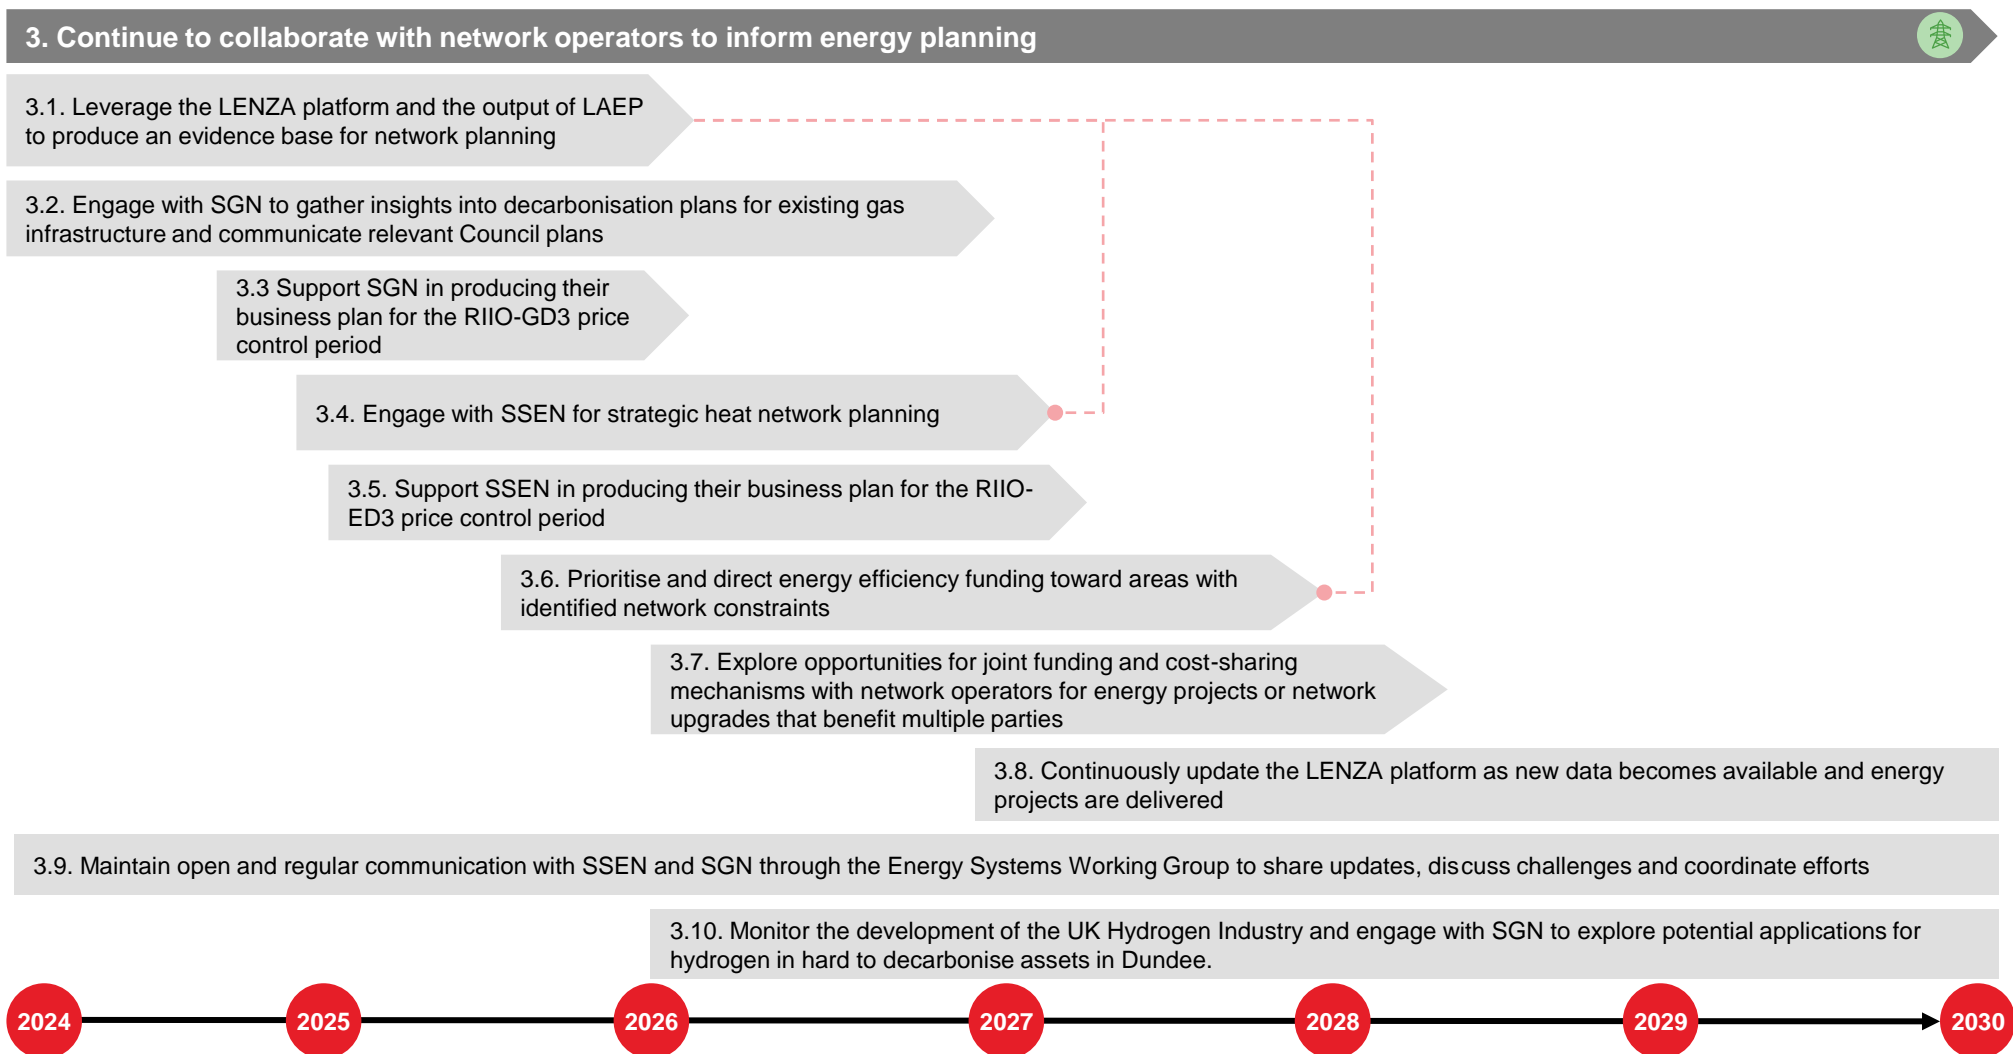 3. Continue to collaborate with network operators to inform energy planning
3.1. Leverage the LENZA platform and the output of LAEP
to produce an evidence base for network planning
3.2. Engage with SGN to gather insights into decarbonisation plans for existing gas
infrastructure and communicate relevant Council plans
3.3 Support SGN in producing their
business plan for the RIIO-GD3 price
control period
3.4. Engage with SSEN for strategic heat network planning
3.5. Support SSEN in producing their business plan for the RIIO-
ED3 price control period
3.6. Prioritise and direct energy efficiency funding toward areas with
identified network constraints
3.7. Explore opportunities for joint funding and cost-sharing
mechanisms with network operators for energy projects or network
upgrades that benefit multiple parties
3.8. Continuously update the LENZA platform as new data becomes available and energy
projects are delivered
3.9. Maintain open and regular communication with SSEN and SGN through the Energy Systems Working Group to share updates, discuss challenges and coordinate efforts
3.10. Monitor the development of the UK Hydrogen Industry and engage with SGN to explore potential applications for
hydrogen in hard to decarbonise assets in Dundee.
2024 2025 2026 2027 2028 2029 2030